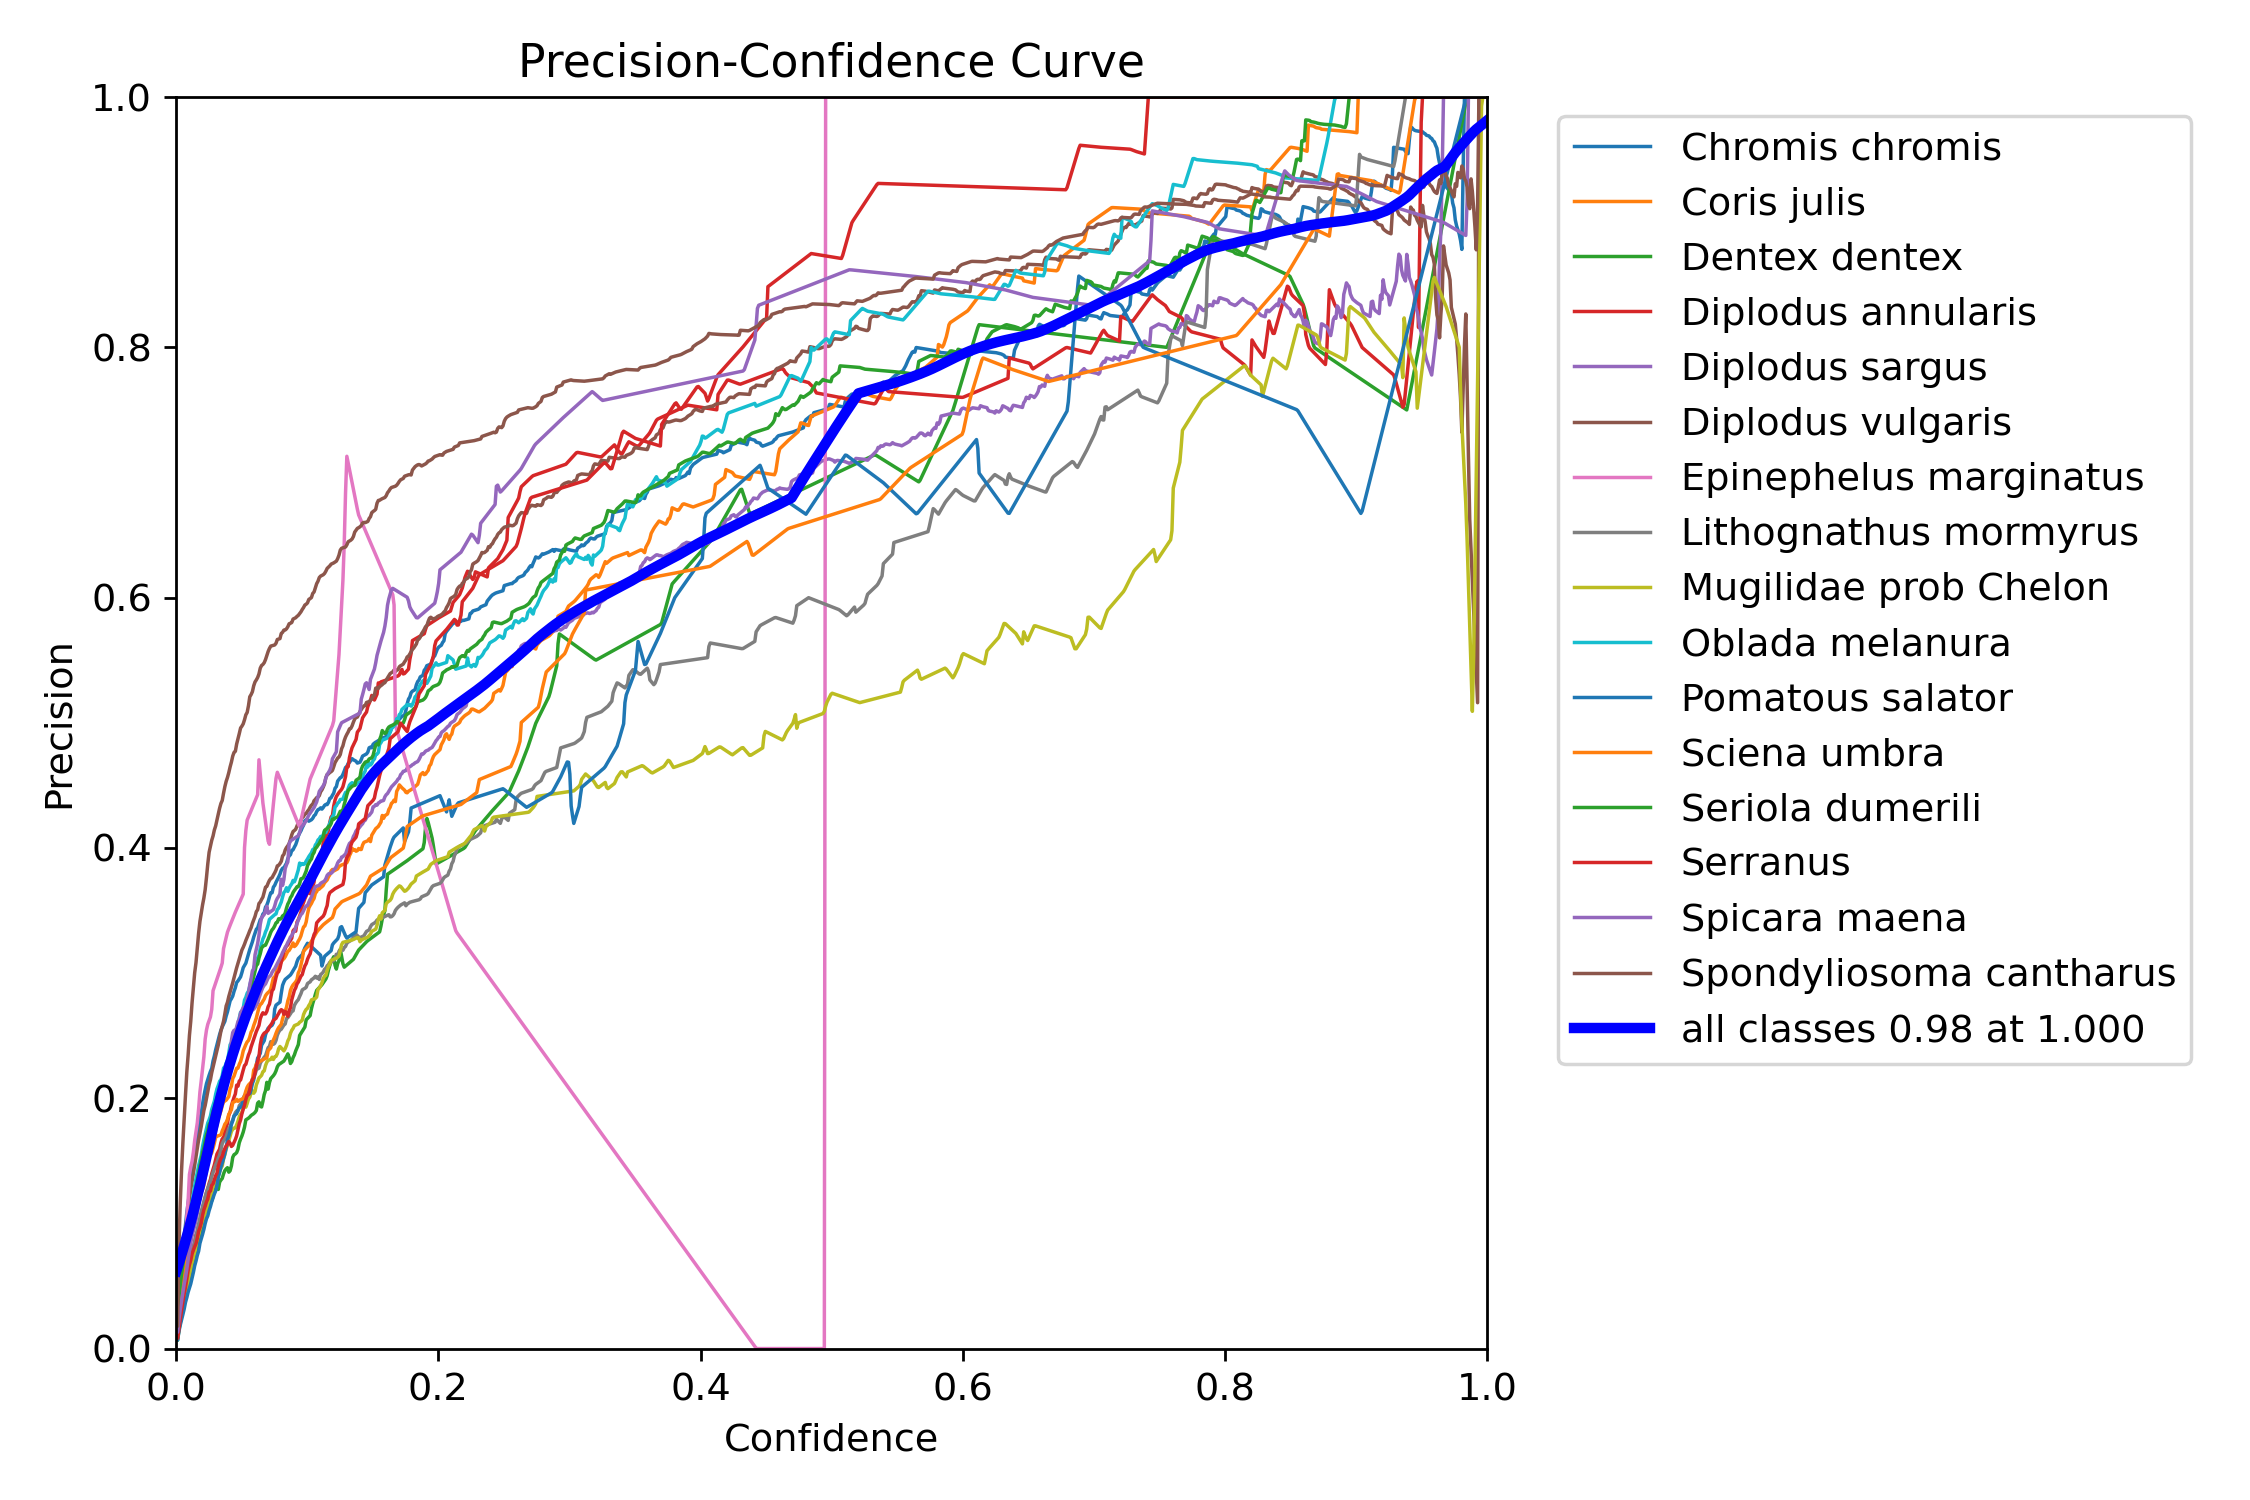 Precision-Confidence Curve
1.0
0.8
0.6
0.4
0.2
0.0
Precision
0.0 0.2 0.4 0.6 0.8 1.0
Confidence
Chromis chromis
Coris julis
Dentex dentex
Diplodus annularis
Diplodus sargus
Diplodus vulgaris
Epinephelus marginatus
Lithognathus mormyrus
Mugilidae prob Chelon
Oblada melanura
Pomatous salator
Sciena umbra
Seriola dumerili
Serranus
Spicara maena
Spondyliosoma cantharus
all classes 0.98 at 1.000